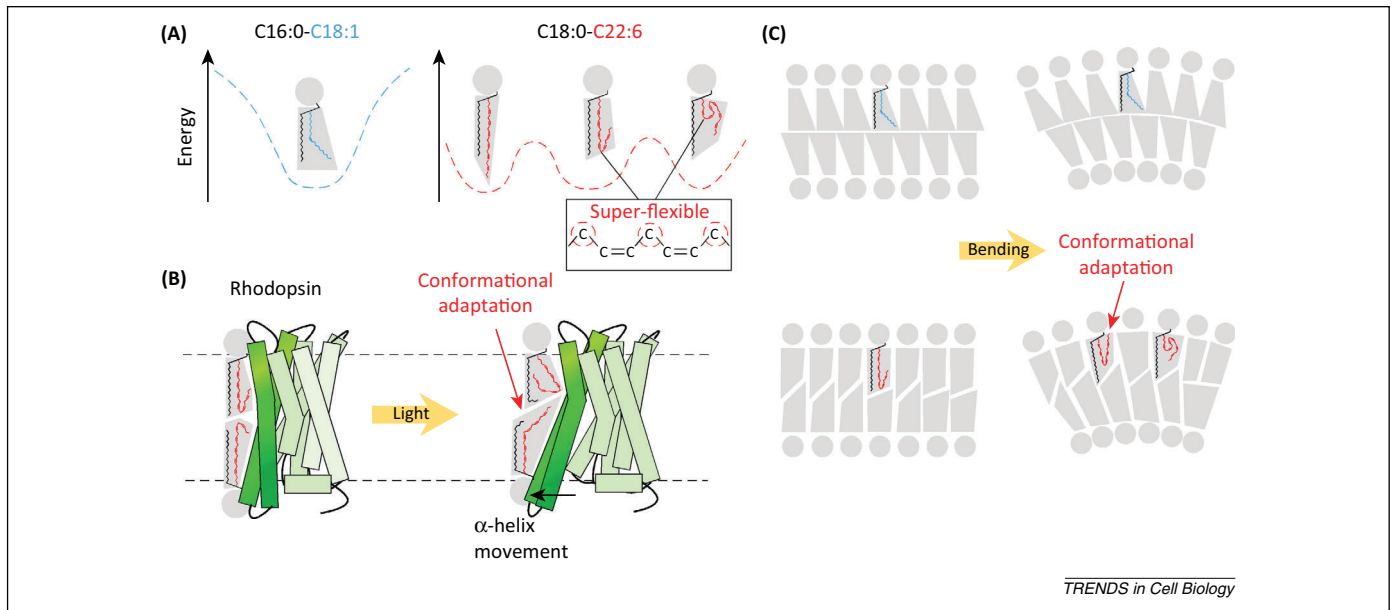 (A)
C16:0-C18:1
C18:0-C22:6
Energy
Super-flexible
C C C
C=C C=C
(B)
Rhodopsin
Conformational
adaptation
Light
α-helix
movement
(C)
Bending
Conformational
adaptation
TRENDS in Cell Biology